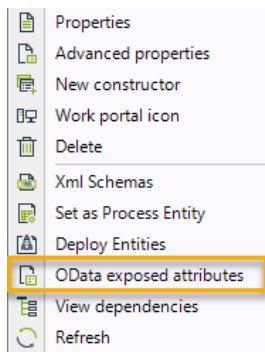 Properties
Advanced properties
New constructor
Work portal icon
Delete
Xml Schemas
Set as Process Entity
Deploy Entities
OData exposed attributes
View dependencies
Refresh